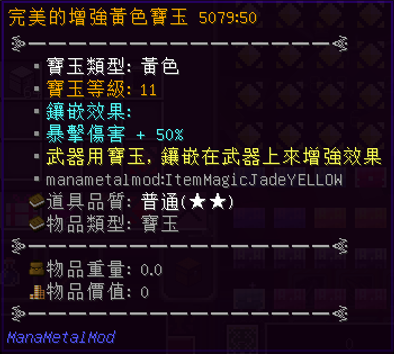 完美的增強黃色寶玉 5079:50
寶玉類型: 黃色
寶玉等級: 11
鑲嵌效果:
暴擊傷害 + 50%
武器用寶玉, 鑲嵌在武器上來增強效果
manametalmod:ItemMagicJadeYELLOW
道具品質: 普通(★★)
物品類型: 寶玉
物品重量: 0.0
物品價值: 0
ManaMetalMod